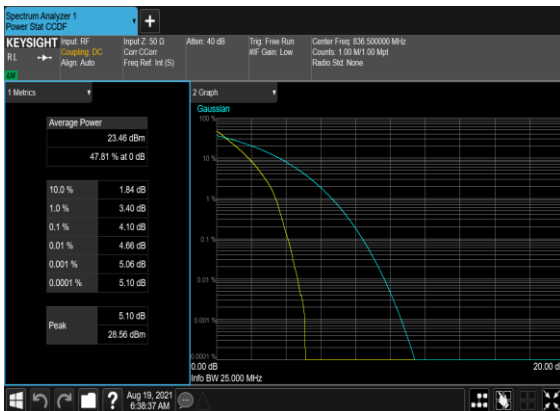 Spectrum Analyzer 1
Power Stat CCDF
+
KEYSIGHT
RL
LV
Input: RF
Coupling: DC
Align: Auto
Input Z: 50 Ω
Corr CCorr
Freq Ref: Int (S)
Atten: 40 dB
Trig: Free Run
#IF Gain: Low
Center Freq: 836.500000 MHz
Counts: 1.00 M/1.00 Mpt
Radio Std: None
1 Metrics
Average Power
23.46 dBm
47.81 % at 0 dB
10.0 % 1.84 dB
1.0 % 3.40 dB
0.1 % 4.10 dB
0.01 % 4.66 dB
0.001 % 5.06 dB
0.0001 % 5.10 dB
Peak 5.10 dB
28.56 dBm
2 Graph
Gaussian
100 %
10 %
1 %
0.1 %
0.01 %
0.001 %
0.0001 %
0.00 dB
20.00 d
Info BW 25.000 MHz
?
Aug 19, 2021
6:38:37 AM